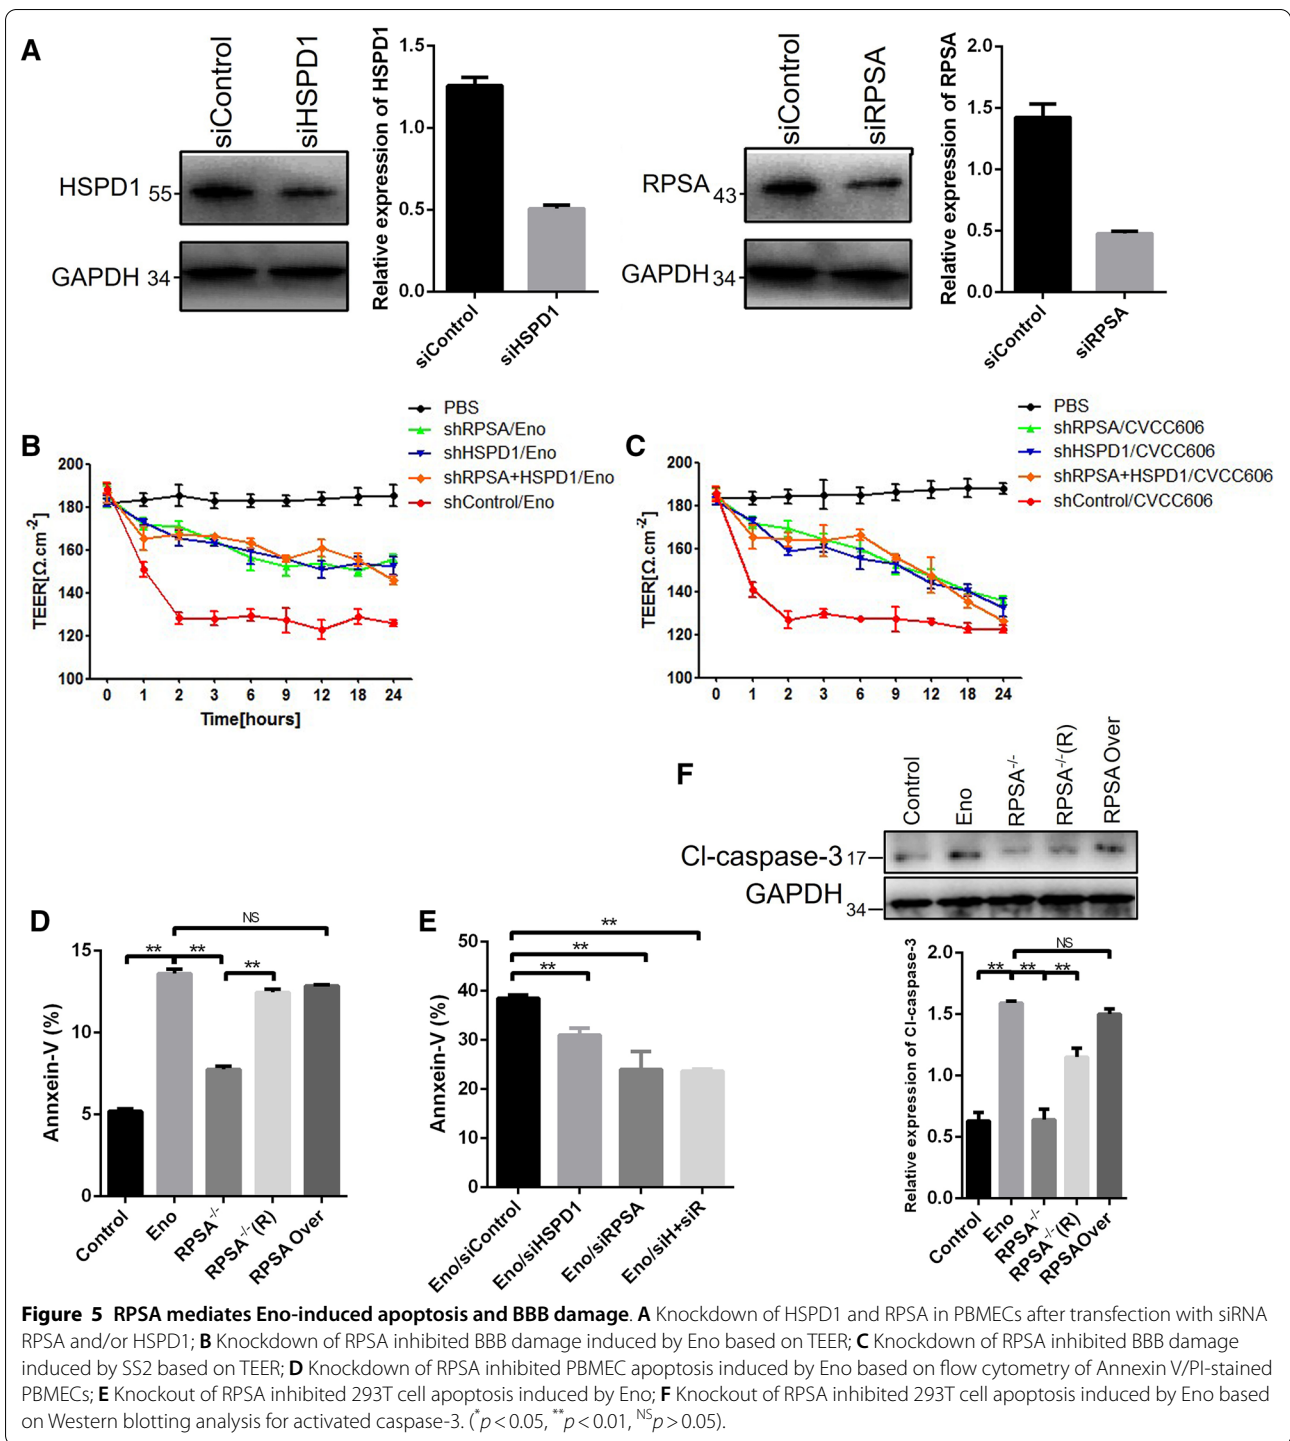 A
siControl
siHSPD1
HSPD1
55
GAPDH
34
Relative expression of HSPD1
1.5
1.0
0.5
0.0
siControl
siHSPD1
siControl
siRPSA
RPSA
43
GAPDH
34
Relative expression of RPSA
2.0
1.5
1.0
0.5
0.0
siControl
siRPSA
B
PBS
shRPSA/Eno
shHSPD1/Eno
shRPSA+HSPD1/Eno
shControl/Eno
TEER[Ω.cm⁻²]
200
180
160
140
120
100
0 1 2 3 6 9 12 18 24
Time[hours]
C
PBS
shRPSA/CVCC606
shHSPD1/CVCC606
shRPSA+HSPD1/CVCC606
shControl/CVCC606
TEER[Ω.cm⁻²]
200
180
160
140
120
100
0 1 2 3 6 9 12 18 24
D
NS
** **
**
Annxein-V (%)
15
10
5
0
Control
Eno
RPSA⁻/⁻
RPSA⁻/⁻(R)
RPSA Over
E
**
**
**
Annxein-V (%)
50
40
30
20
10
0
Eno/siControl
Eno/siHSPD1
Eno/siRPSA
Eno/siH+siR
F
Control
Eno
RPSA⁻/⁻
RPSA⁻/⁻(R)
RPSA Over
Cl-caspase-3 17
GAPDH
34
NS
** ** **
Relative expression of Cl-caspase-3
2.0
1.5
1.0
0.5
0.0
Control
Eno
RPSA⁻/⁻
RPSA⁻/⁻(R)
RPSAOver
Figure 5 RPSA mediates Eno-induced apoptosis and BBB damage. A Knockdown of HSPD1 and RPSA in PBMECs after transfection with siRNA
RPSA and/or HSPD1; B Knockdown of RPSA inhibited BBB damage induced by Eno based on TEER; C Knockdown of RPSA inhibited BBB damage
induced by SS2 based on TEER; D Knockdown of RPSA inhibited PBMEC apoptosis induced by Eno based on flow cytometry of Annexin V/PI-stained
PBMECs; E Knockout of RPSA inhibited 293T cell apoptosis induced by Eno; F Knockout of RPSA inhibited 293T cell apoptosis induced by Eno based
on Western blotting analysis for activated caspase-3. (*p < 0.05, **p < 0.01, NSp > 0.05).